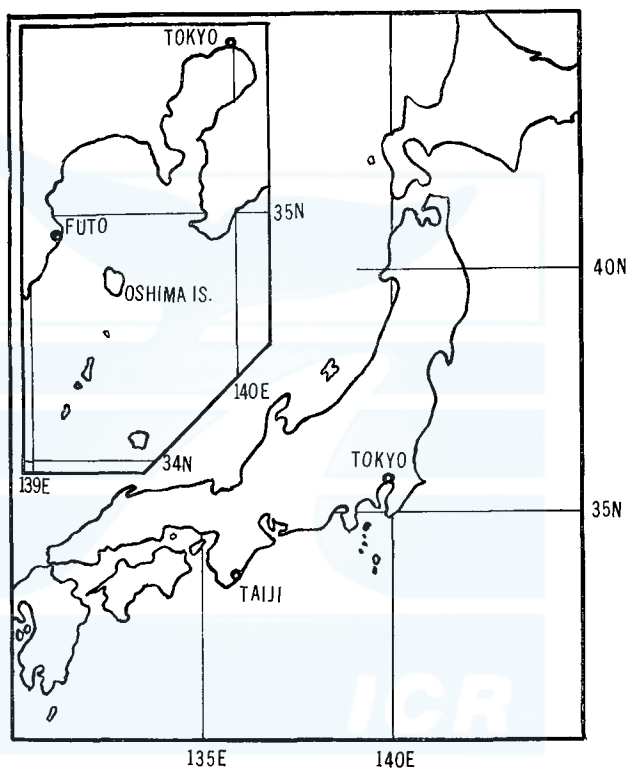 TOKYO
35N
FUTO
OSHIMA IS.
140E
34N
139E
40N
TOKYO
35N
TAIJI
ICR
135E
140E